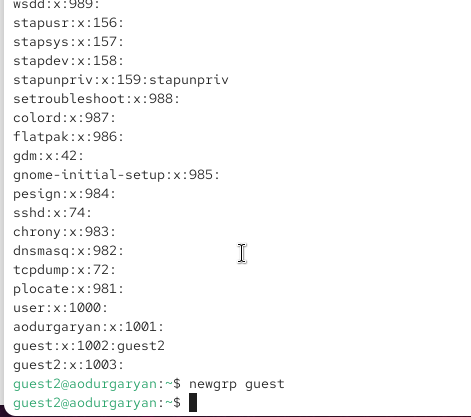 wsdd:x:989:
stapusr:x:156:
stapsys:x:157:
stapdev:x:158:
stapunpriv:x:159:stapunpriv
setroubleshoot:x:988:
colord:x:987:
flatpak:x:986:
gdm:x:42:
gnome-initial-setup:x:985:
pesign:x:984:
sshd:x:74:
chrony:x:983:
dnsmasq:x:982:
tcpdump:x:72:
plocate:x:981:
user:x:1000:
aodurgaryan:x:1001:
guest:x:1002:guest2
guest2:x:1003:
guest2@aodurgaryan:~$ newgrp guest
guest2@aodurgaryan:~$